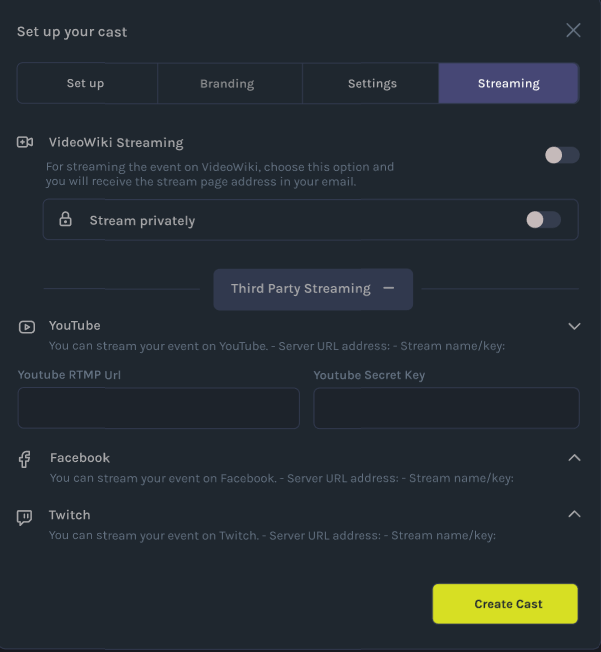 Set up your cast
Set up
Branding
Settings
Streaming
VideoWiki Streaming
For streaming the event on VideoWiki, choose this option and
you will receive the stream page address in your email.
Stream privately
Third Party Streaming
YouTube
You can stream your event on YouTube. - Server URL address: - Stream name/key:
Youtube RTMP Url
Youtube Secret Key
Facebook
You can stream your event on Facebook. - Server URL address: - Stream name/key:
Twitch
You can stream your event on Twitch. - Server URL address: - Stream name/key:
Create Cast